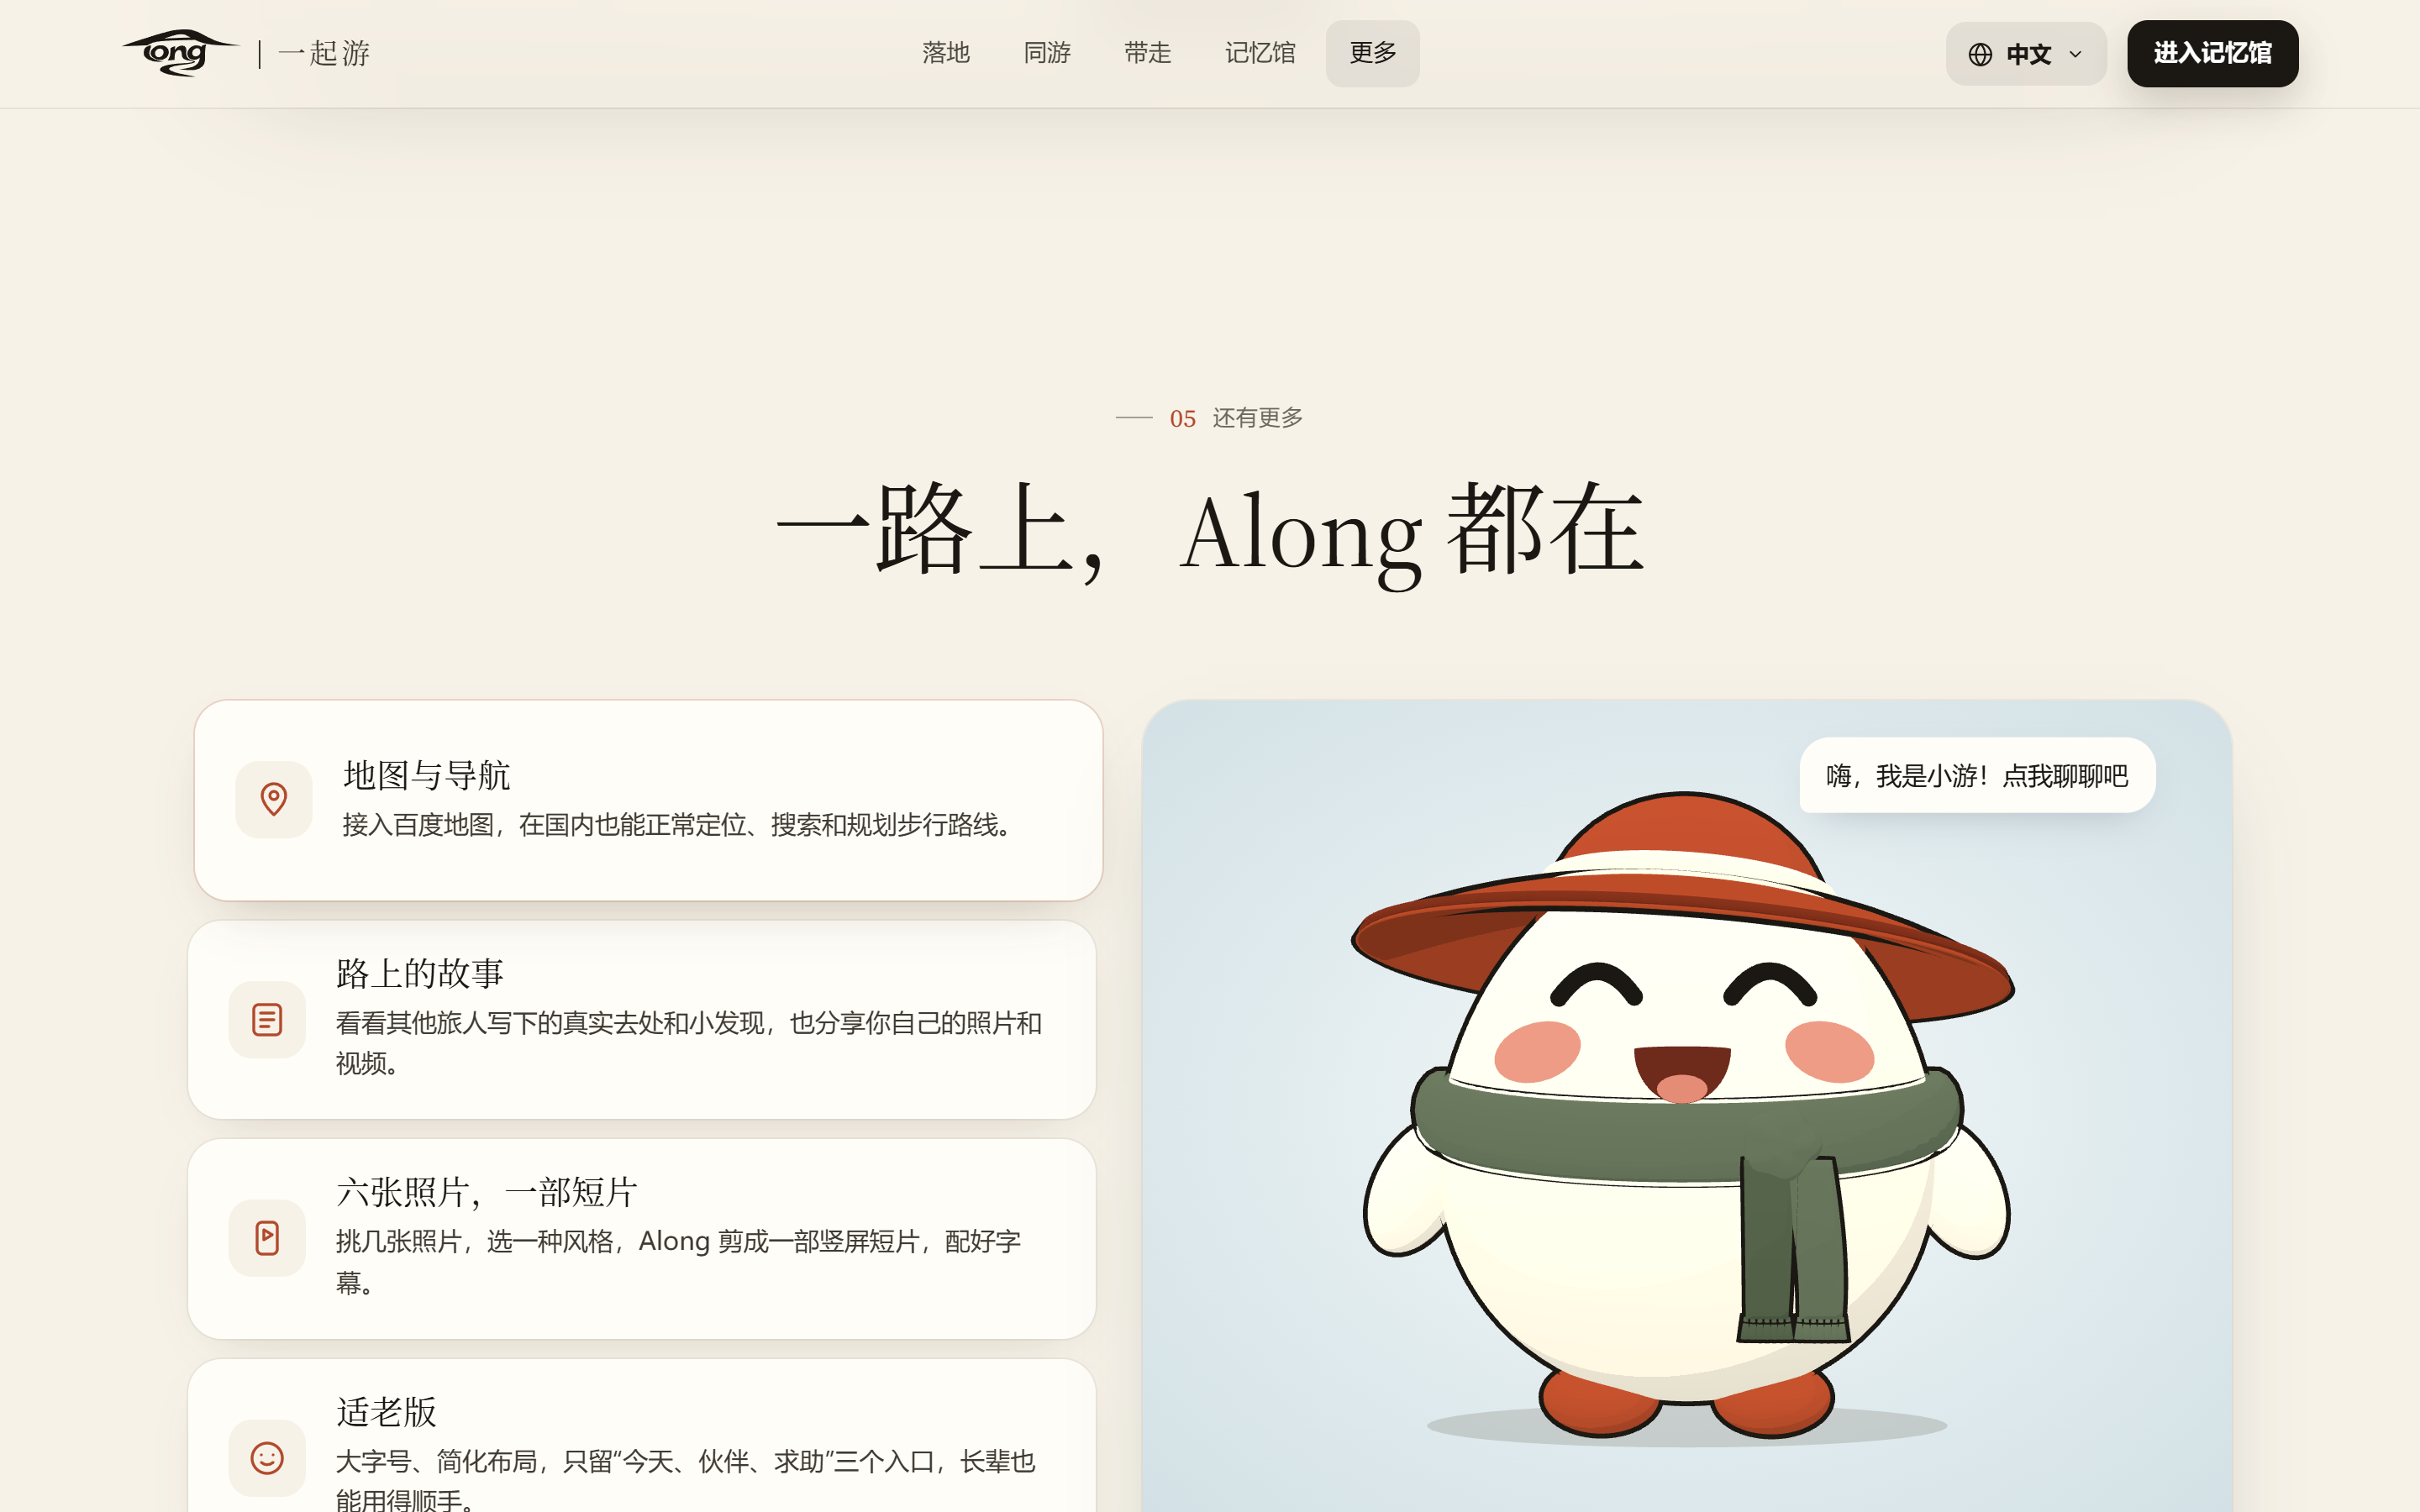 ong
一起游
落地
同游
带走
记忆馆
更多
中文
进入记忆馆
05 还有更多
一路上，Along 都在
地图与导航
接入百度地图，在国内也能正常定位、搜索和规划步行路线。
路上的故事
看看其他旅人写下的真实去处和小发现，也分享你自己的照片和
视频。
六张照片，一部短片
挑几张照片，选一种风格，Along 剪成一部竖屏短片，配好字
幕。
适老版
大字号、简化布局，只留“今天、伙伴、求助”三个入口，长辈也
能用得顺手。
嗨，我是小游！点我聊聊吧